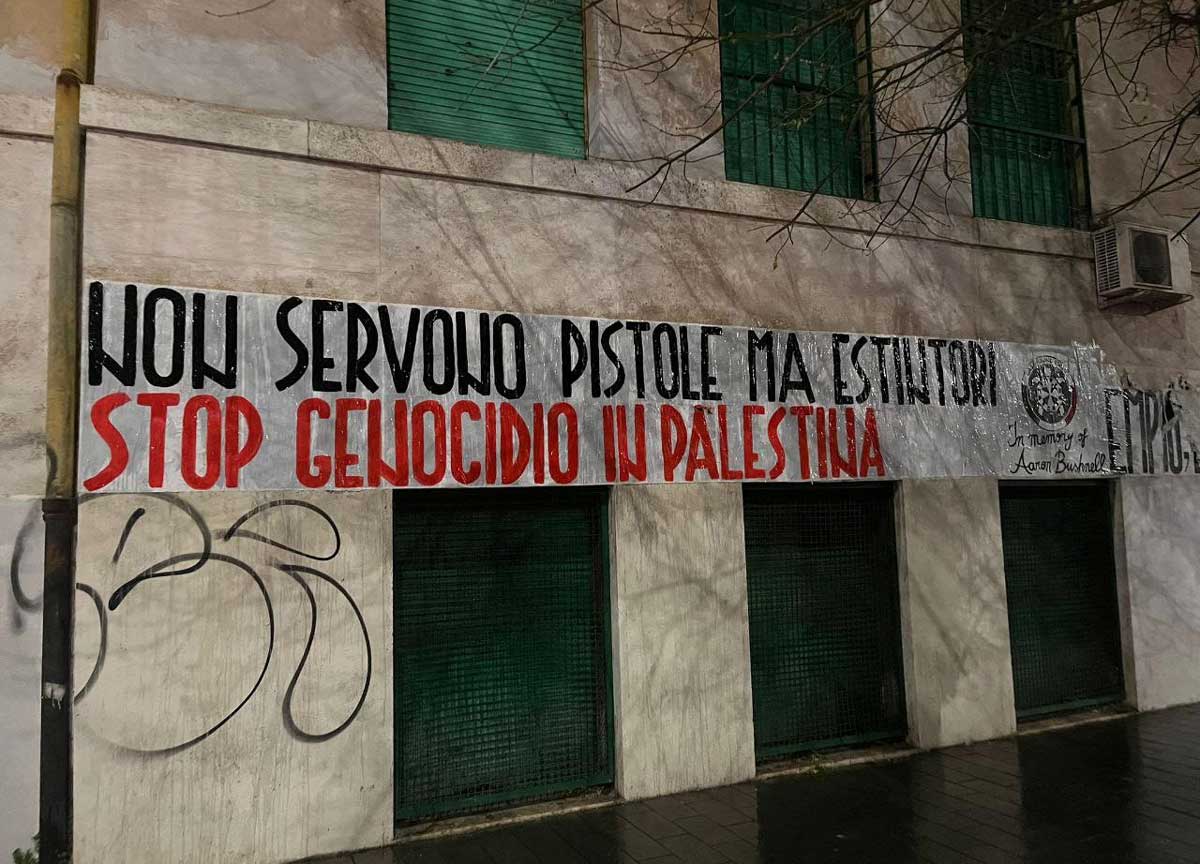 NON SERVONO PISTOLE MA ESTINTORI
STOP GENOCIDIO IN PALESTINA
In memory of
Aaron Bushnell